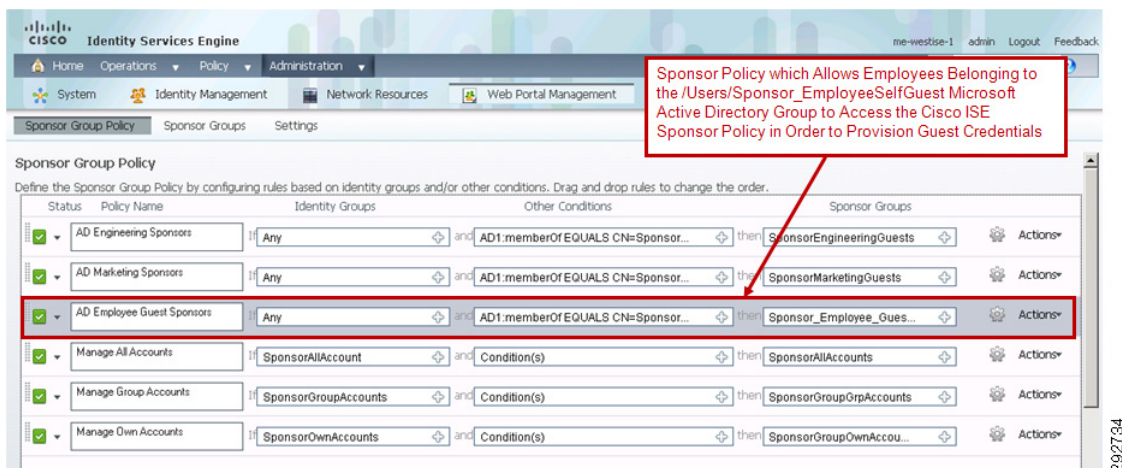 CISCO Identity Services Engine
me-westise-1 admin Logout Feedback
Home Operations Policy Administration
System Identity Management Network Resources Web Portal Management
Sponsor Group Policy Sponsor Groups Settings
Sponsor Policy which Allows Employees Belonging to
the /Users/Sponsor_EmployeeSelfGuest Microsoft
Active Directory Group to Access the Cisco ISE
Sponsor Policy in Order to Provision Guest Credentials
Sponsor Group Policy
Define the Sponsor Group Policy by configuring rules based on identity groups and/or other conditions. Drag and drop rules to change the order.
Status Policy Name Identity Groups Other Conditions Sponsor Groups
AD Engineering Sponsors If Any and AD1:memberOf EQUALS CN=Sponsor... then SponsorEngineeringGuests Actions
AD Marketing Sponsors If Any and AD1:memberOf EQUALS CN=Sponsor... then SponsorMarketingGuests Actions
AD Employee Guest Sponsors If Any and AD1:memberOf EQUALS CN=Sponsor... then Sponsor_Employee_Gues... Actions
Manage All Accounts If SponsorAllAccount and Condition(s) then SponsorAllAccounts Actions
Manage Group Accounts If SponsorGroupAccounts and Condition(s) then SponsorGroupGrpAccounts Actions
Manage Own Accounts If SponsorOwnAccounts and Condition(s) then SponsorGroupOwnAccou... Actions
292734